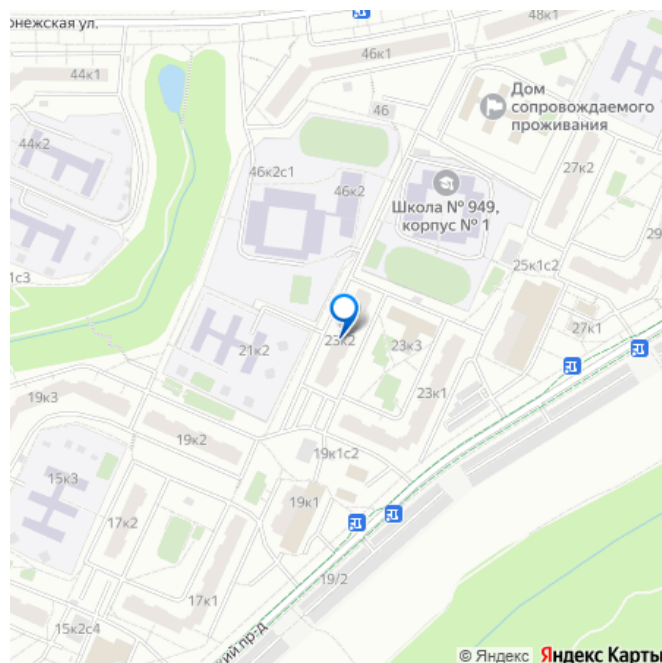 онежская ул.
48к1
46к1
44к1
46
Дом
сопровождаемого
проживания
44к2
27к2
46к2с1
46к2
Школа № 949,
корпус № 1
29
25к1с2
1с3
27к1
23к2
23к3
21к2
23к1
19к3
19к2
19к1с2
15к3
19к1
17к2
19/2
17к1
15к2с4
кий пр-д
© Яндекс Яндекс Карты